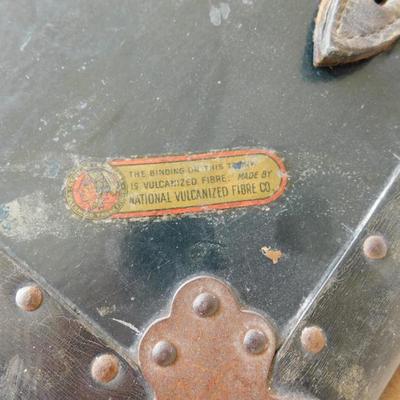 THE BINDING ON THIS TRUNK
IS VULCANIZED FIBRE. MADE BY
NATIONAL VULCANIZED FIBRE CO.